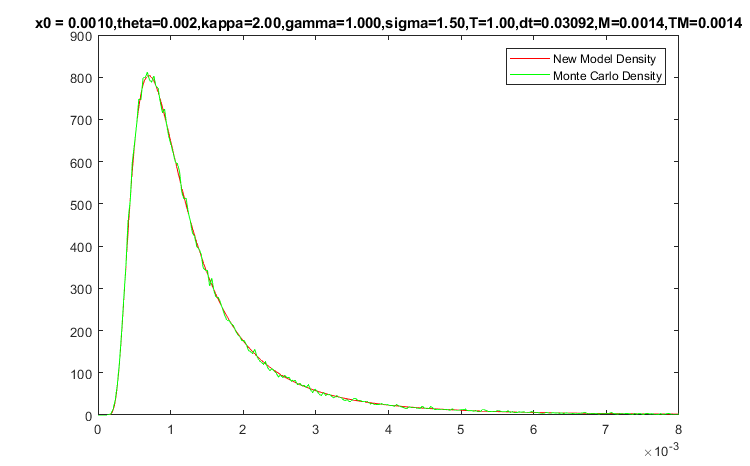 x0 = 0.0010,theta=0.002,kappa=2.00,gamma=1.000,sigma=1.50,T=1.00,dt=0.03092,M=0.0014,TM=0.0014
900
800
700
600
500
400
300
200
100
0
New Model Density
Monte Carlo Density
0 1 2 3 4 5 6 7 8
×10⁻³